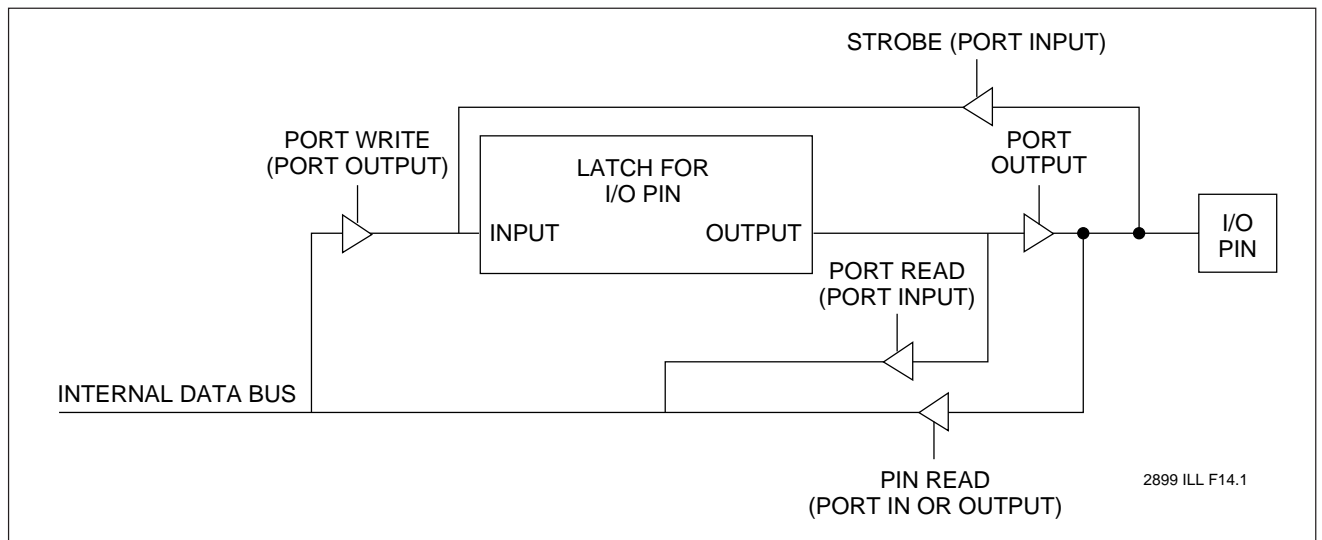 STROBE (PORT INPUT)
PORT WRITE
(PORT OUTPUT)
LATCH FOR
I/O PIN
PORT
OUTPUT
INPUT
OUTPUT
I/O
PIN
PORT READ
(PORT INPUT)
INTERNAL DATA BUS
PIN READ
(PORT IN OR OUTPUT)
2899 ILL F14.1